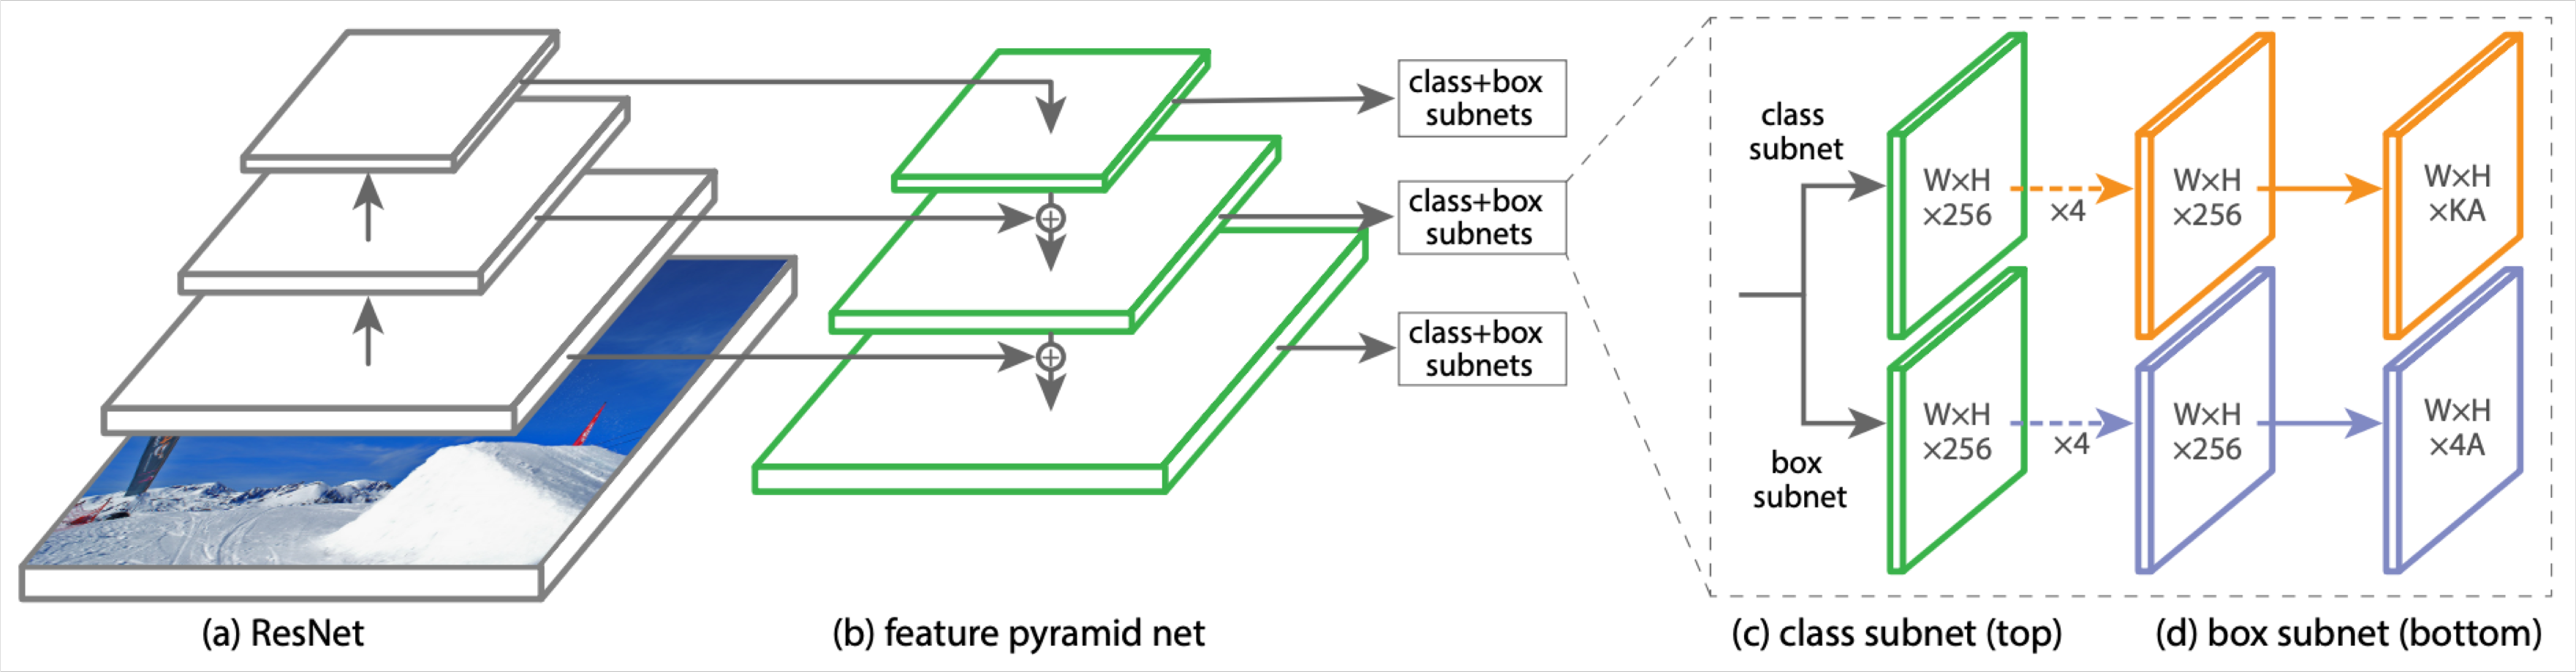 class+box
subnets
class+box
subnets
class+box
subnets
class
subnet
W×H
×256
×4
W×H
×256
W×H
×KA
box
subnet
W×H
×256
×4
W×H
×256
W×H
×4A
(a) ResNet
(b) feature pyramid net
(c) class subnet (top)
(d) box subnet (bottom)